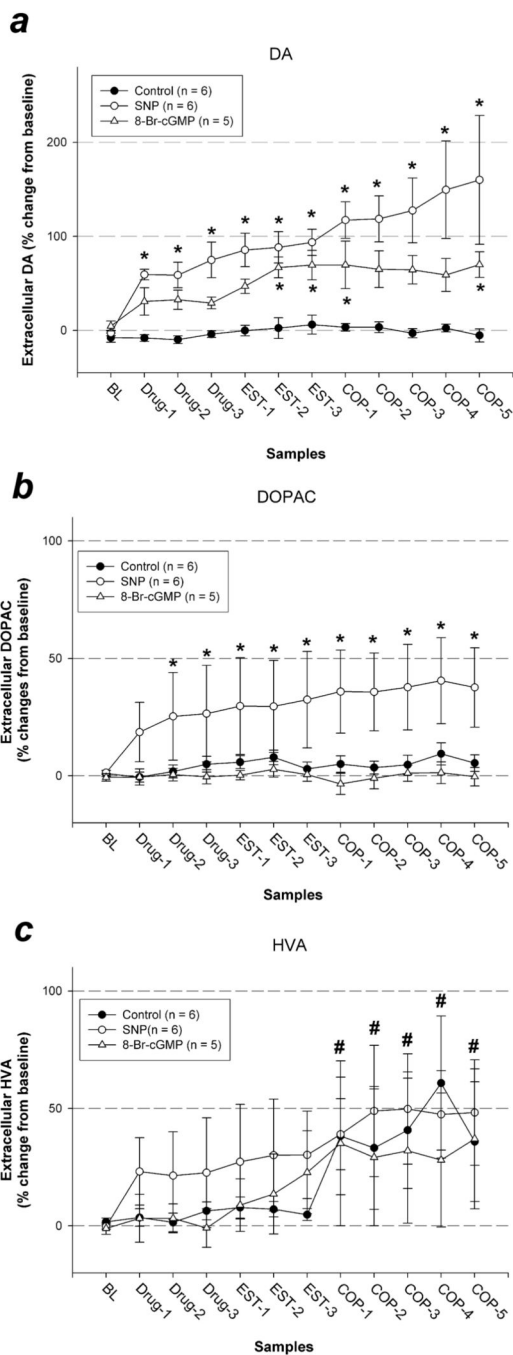 a
DA
Control (n = 6)
SNP (n = 6)
8-Br-cGMP (n = 5)
Extracellular DA (% change from baseline)
200
100
0
* * * * * * * * * * *
* * * *
BL Drug-1 Drug-2 Drug-3 EST-1 EST-2 EST-3 COP-1 COP-2 COP-3 COP-4 COP-5
Samples
b
DOPAC
Control (n = 6)
SNP (n = 6)
8-Br-cGMP (n = 5)
Extracellular DOPAC
(% changes from baseline)
100
50
0
* * * * * * * * * *
BL Drug-1 Drug-2 Drug-3 EST-1 EST-2 EST-3 COP-1 COP-2 COP-3 COP-4 COP-5
Samples
c
HVA
Control (n = 6)
SNP(n = 6)
8-Br-cGMP (n = 5)
Extracellular HVA
(% change from baseline)
100
50
0
# # # # #
BL Drug-1 Drug-2 Drug-3 EST-1 EST-2 EST-3 COP-1 COP-2 COP-3 COP-4 COP-5
Samples